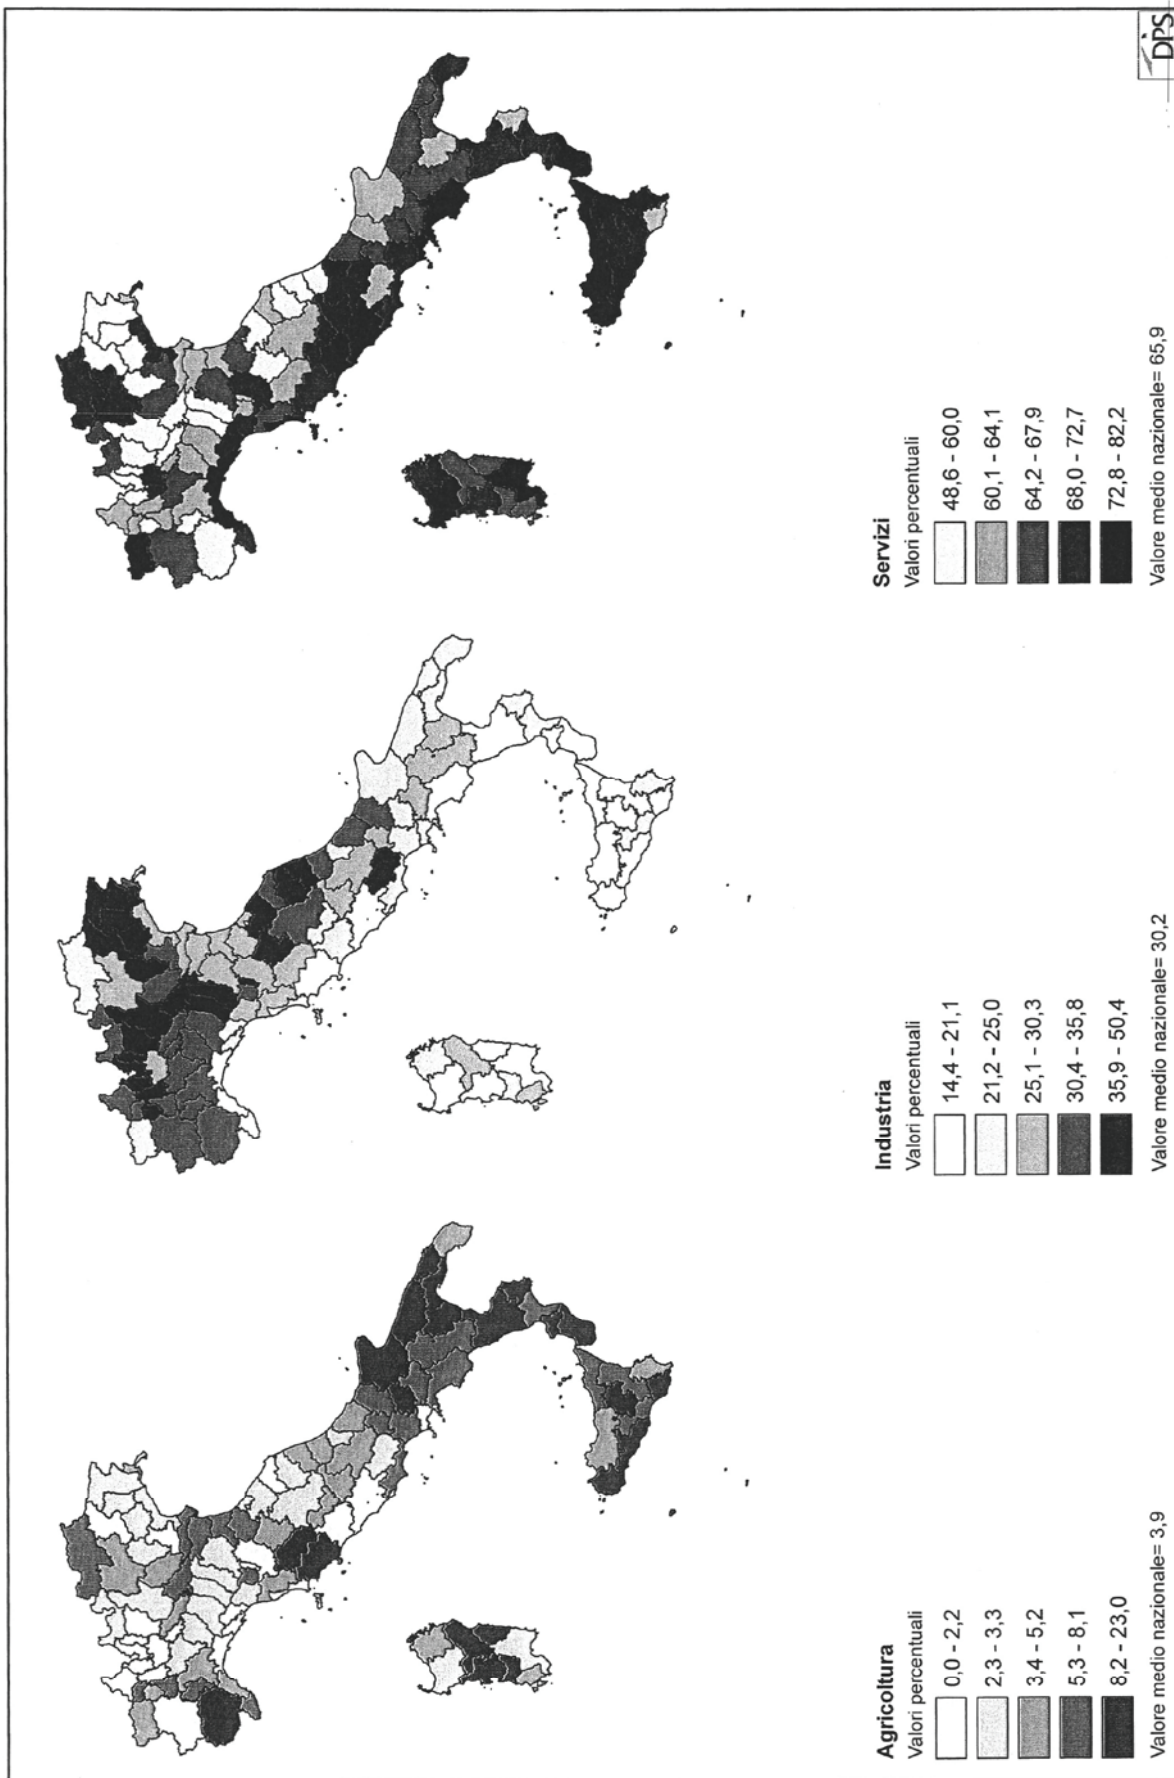 Agricoltura
Valori percentuali
0,0 - 2,2
2,3 - 3,3
3,4 - 5,2
5,3 - 8,1
8,2 - 23,0
Valore medio nazionale= 3,9
Industria
Valori percentuali
14,4 - 21,1
21,2 - 25,0
25,1 - 30,3
30,4 - 35,8
35,9 - 50,4
Valore medio nazionale= 30,2
Servizi
Valori percentuali
48,6 - 60,0
60,1 - 64,1
64,2 - 67,9
68,0 - 72,7
72,8 - 82,2
Valore medio nazionale= 65,9
DPS